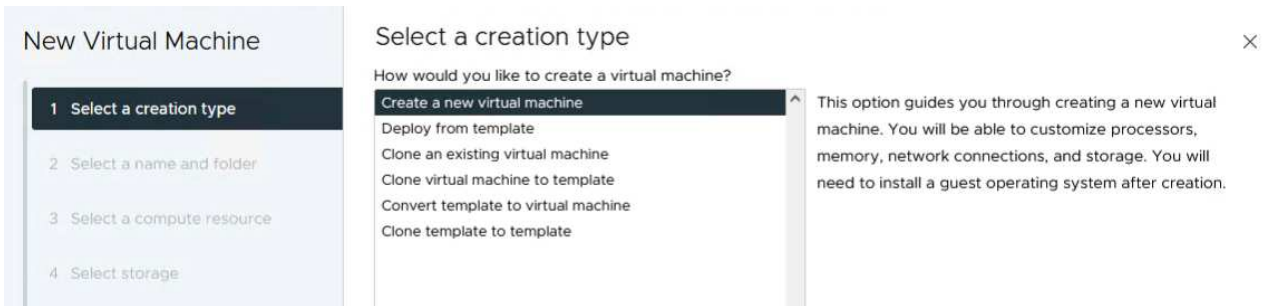 New Virtual Machine
1 Select a creation type
2 Select a name and folder
3 Select a compute resource
4 Select storage
Select a creation type
How would you like to create a virtual machine?
Create a new virtual machine
Deploy from template
Clone an existing virtual machine
Clone virtual machine to template
Convert template to virtual machine
Clone template to template
This option guides you through creating a new virtual
machine. You will be able to customize processors,
memory, network connections, and storage. You will
need to install a guest operating system after creation.